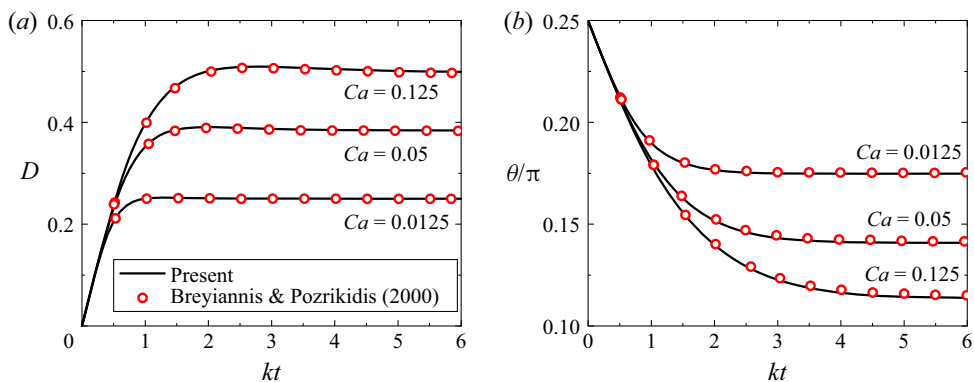 (a)
0.6
0.4
D
0.2
0
0
1
2
3
4
5
6
kt
Ca = 0.125
Ca = 0.05
Ca = 0.0125
Present
Breyiannis & Pozrikidis (2000)
(b)
0.25
0.20
θ/π
0.15
0.10
0
1
2
3
4
5
6
kt
Ca = 0.0125
Ca = 0.05
Ca = 0.125